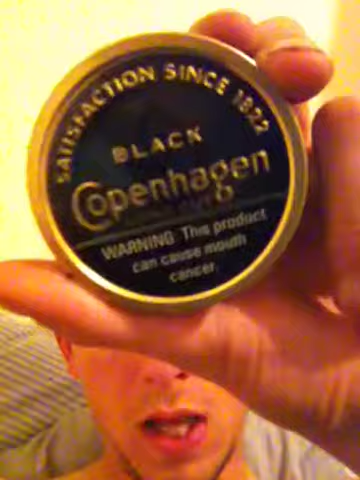 SATISFACTION SINCE 1822
BLACK
Copenhagen
WARNING: This product
can cause mouth
cancer.